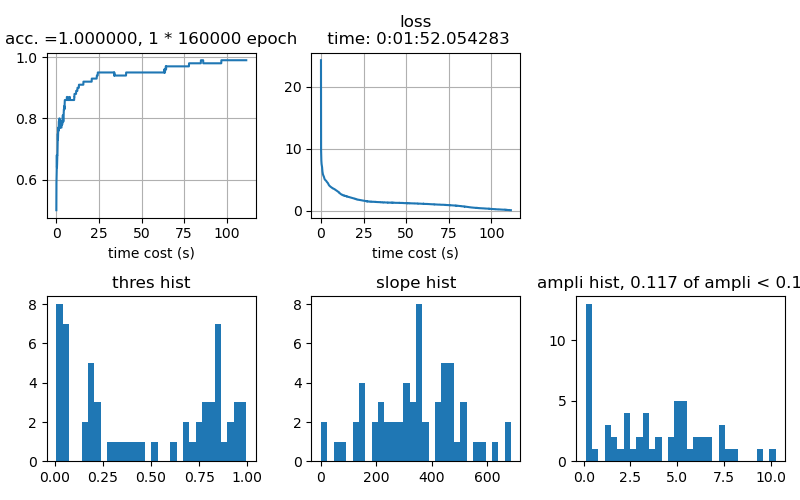 acc. =1.000000, 1 * 160000 epoch
1.0
0.8
0.6
0 25 50 75 100
time cost (s)
loss
time: 0:01:52.054283
20
10
0
0 25 50 75 100
time cost (s)
thres hist
8
6
4
2
0
0.00 0.25 0.50 0.75 1.00
slope hist
8
6
4
2
0
0 200 400 600
ampli hist, 0.117 of ampli < 0.1
10
5
0
0.0 2.5 5.0 7.5 10.0